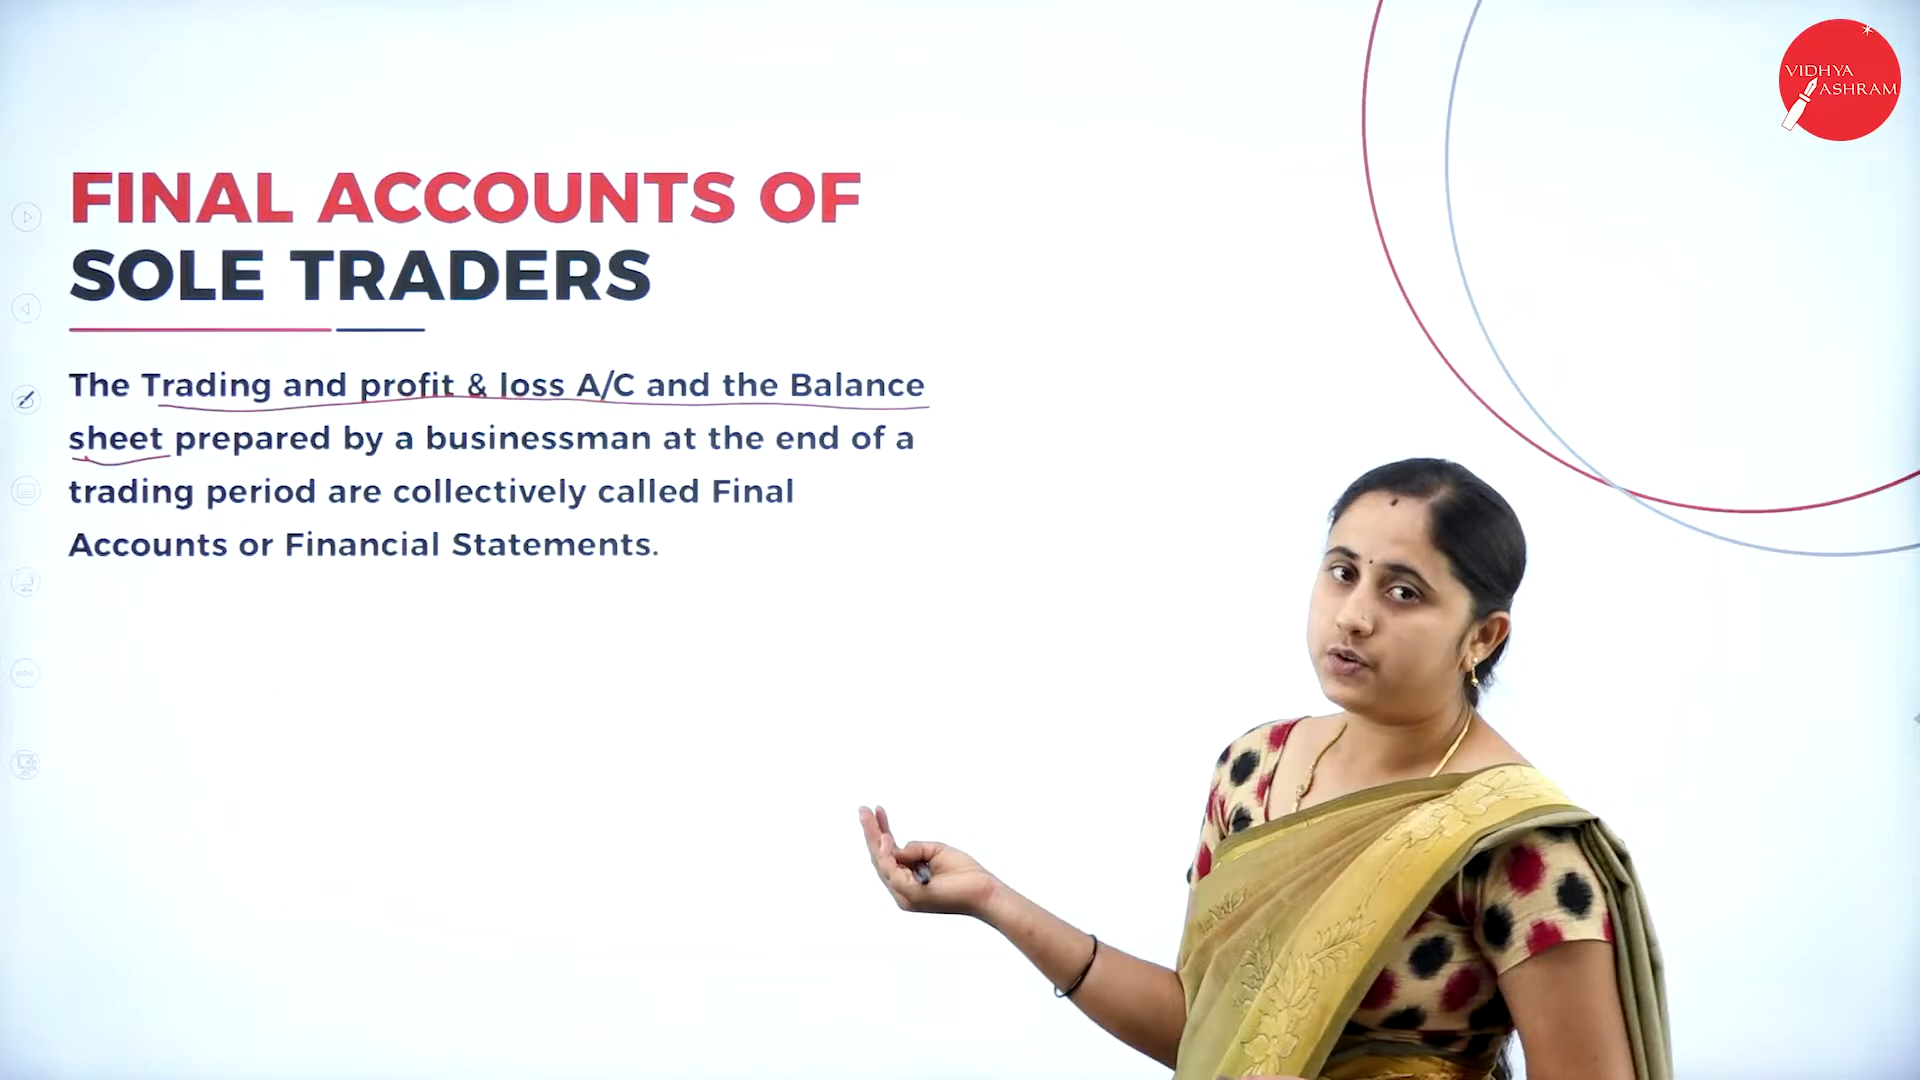 VIDHYA
ASHRAM
FINAL ACCOUNTS OF
SOLE TRADERS
The Trading and profit & loss A/C and the Balance
sheet prepared by a businessman at the end of a
trading period are collectively called Final
Accounts or Financial Statements.